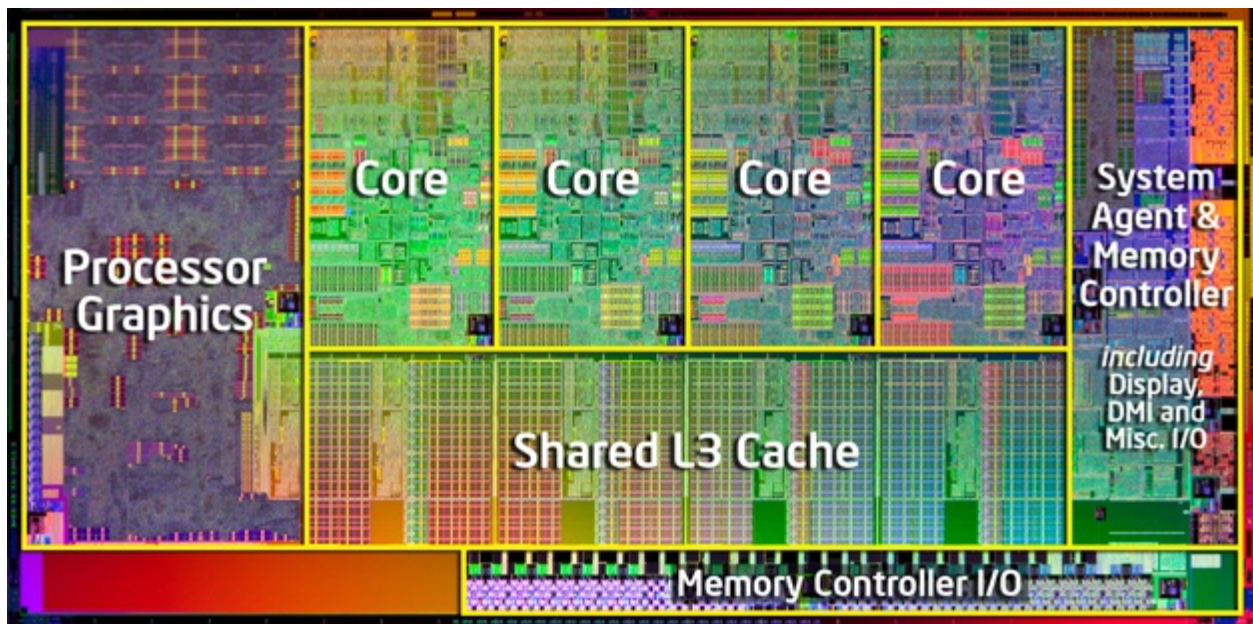 Processor
Graphics
Core
Core
Core
Core
System
Agent &
Memory
Controller
including
Display,
DMI and
Misc. I/O
Shared L3 Cache
Memory Controller I/O